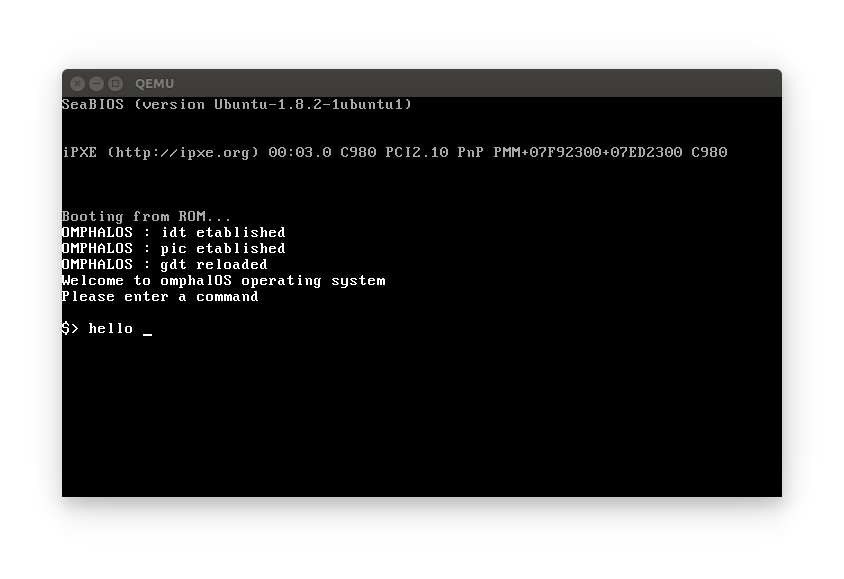 QEMU
SeaBIOS (version Ubuntu-1.8.2-1ubuntu1)
iPXE (http://ipxe.org) 00:03.0 C980 PCI2.10 PnP PMM+07F92300+07ED2300 C980
Booting from ROM...
OMPHALOS : idt etablished
OMPHALOS : pic etablished
OMPHALOS : gdt reloaded
Welcome to omphalOS operating system
Please enter a command
$> hello _